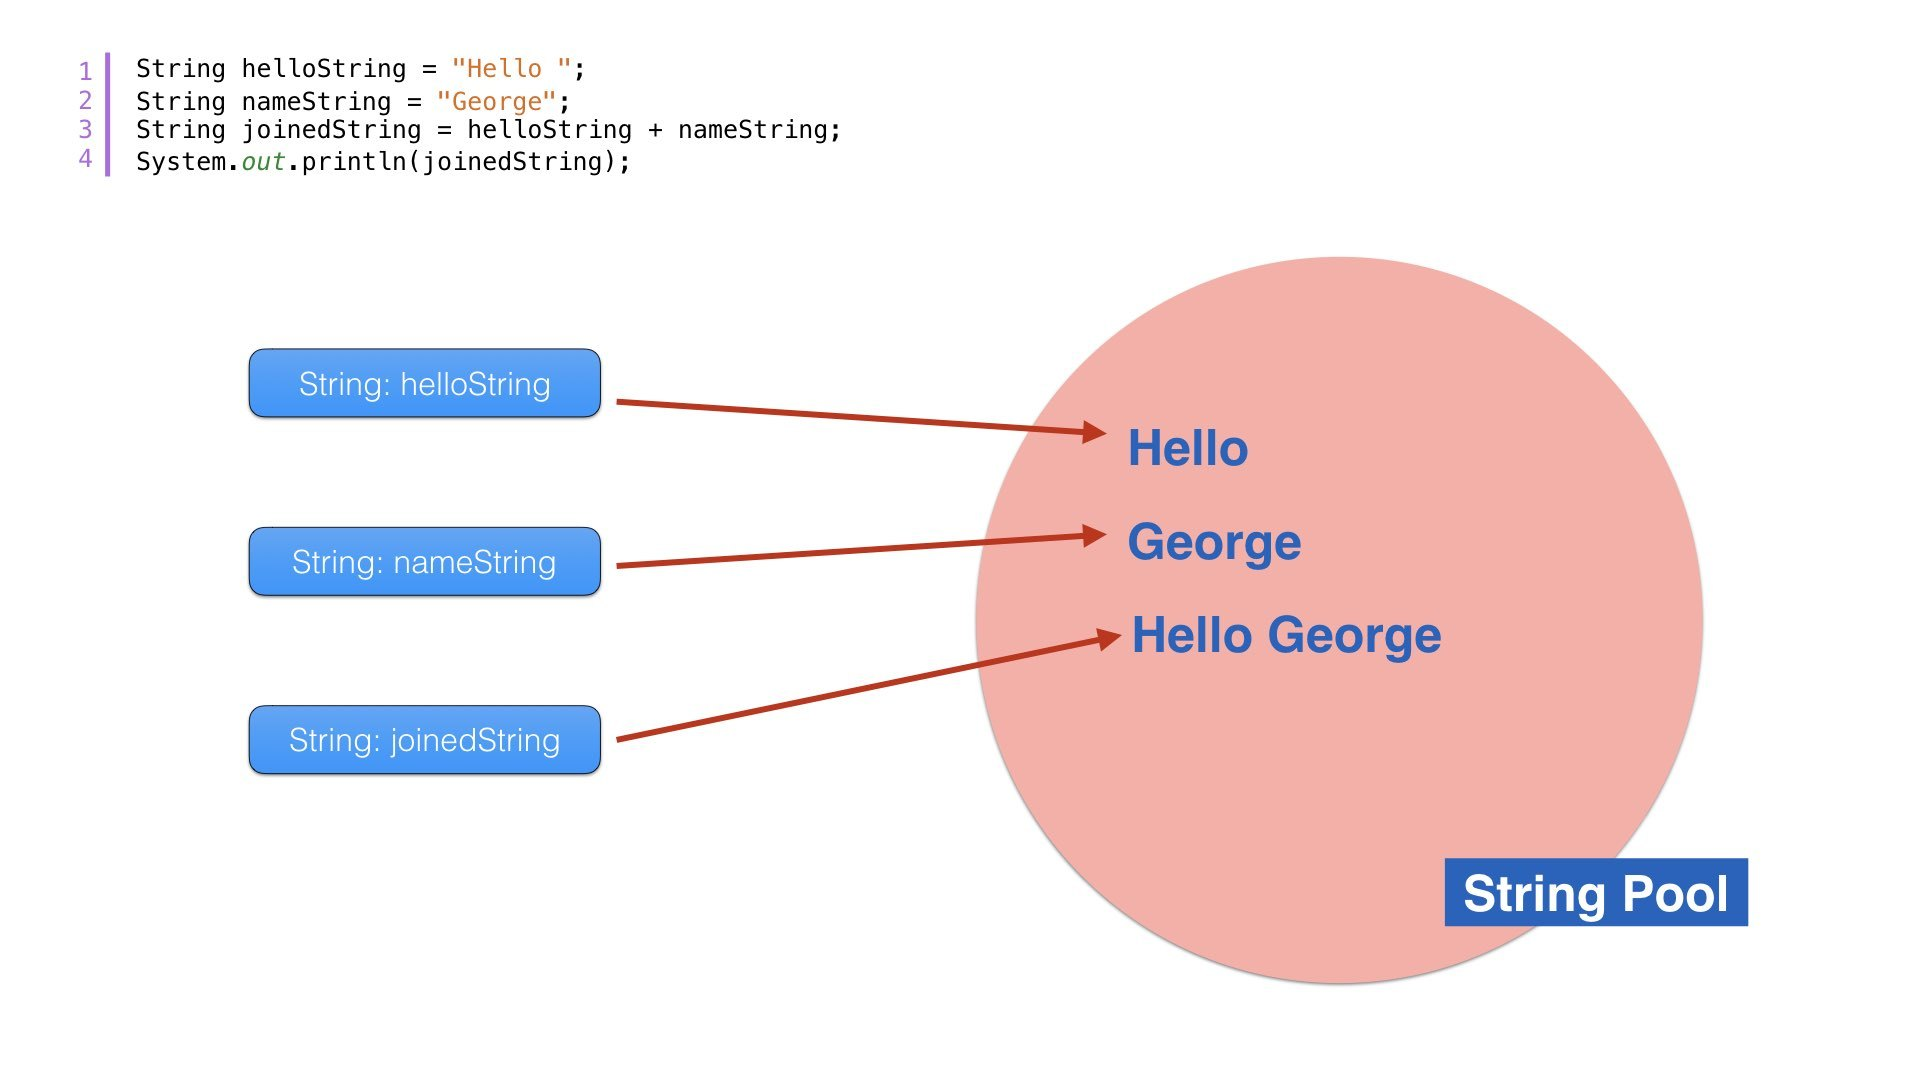 1 String helloString = "Hello ";
2 String nameString = "George";
3 String joinedString = helloString + nameString;
4 System.out.println(joinedString);
String: helloString
Hello
String: nameString
George
String: joinedString
Hello George
String Pool